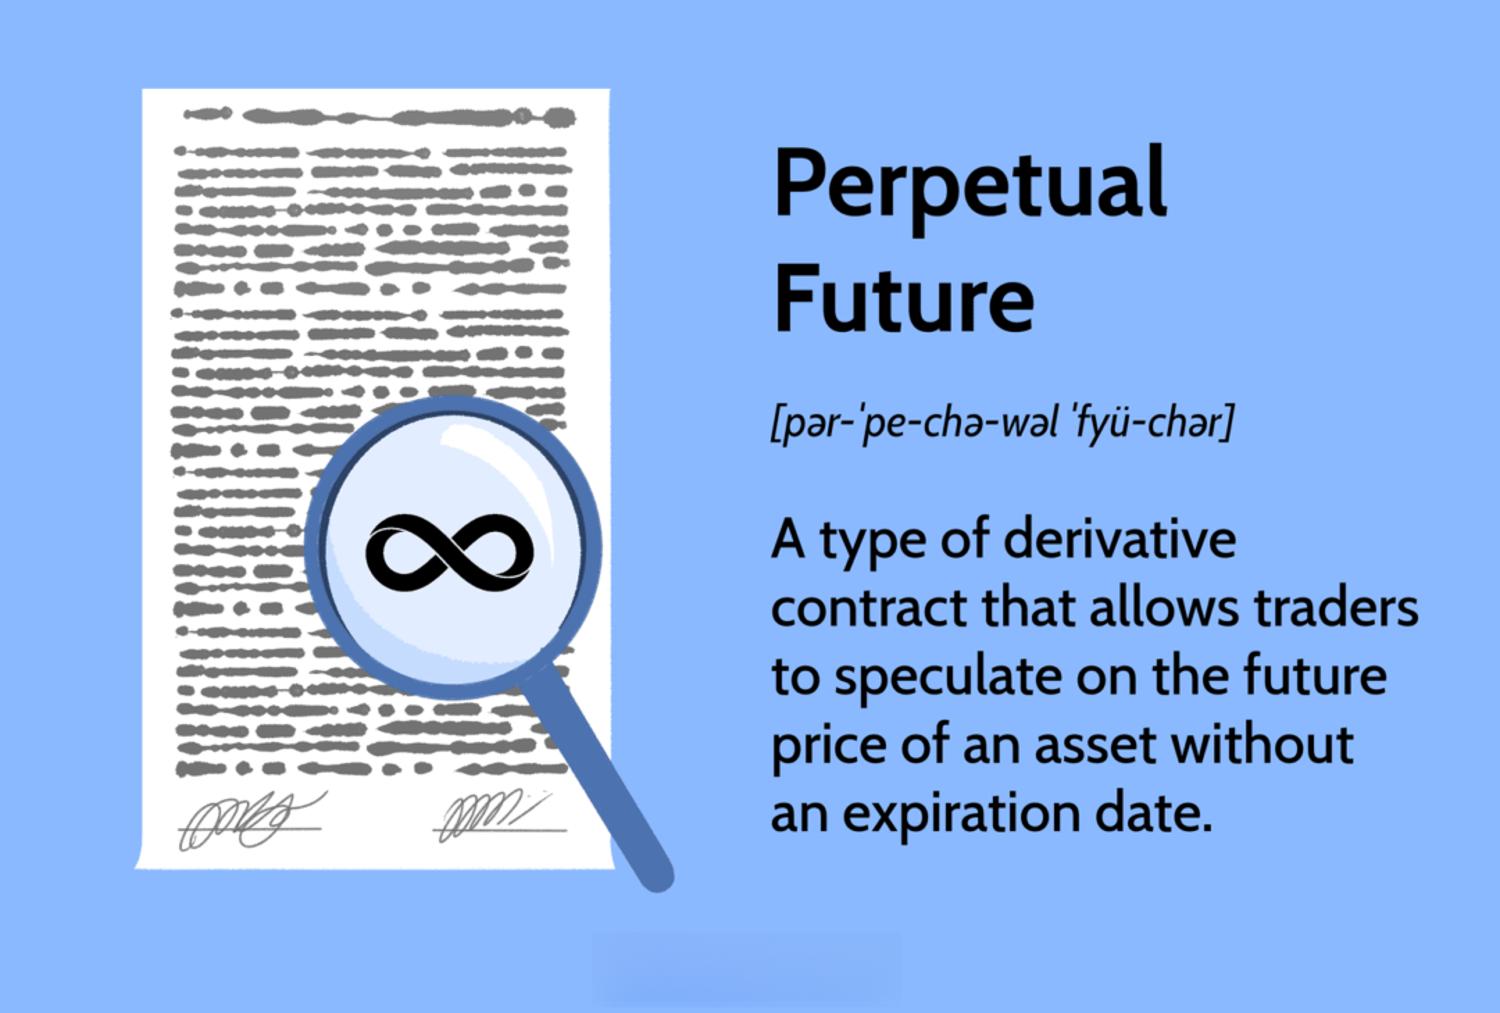 Perpetual
Future
[pər-ˈpe-chə-wəl ˈfyü-chər]
A type of derivative
contract that allows traders
to speculate on the future
price of an asset without
an expiration date.